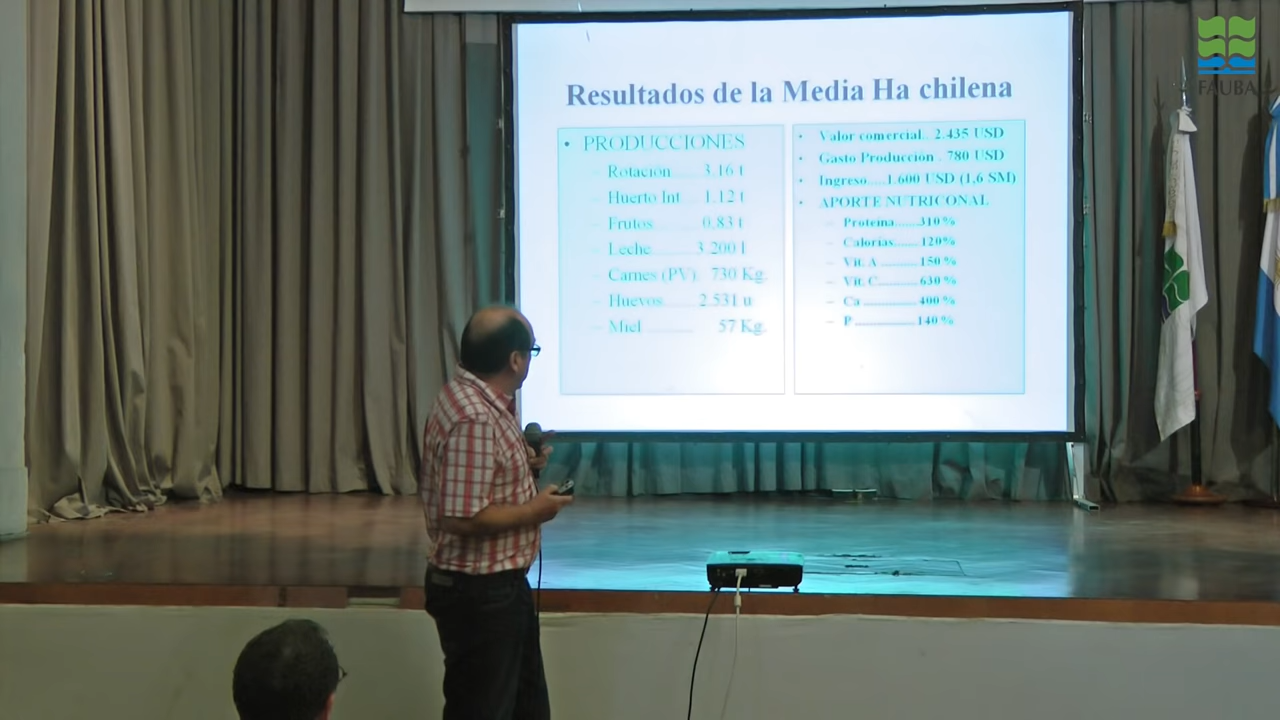 FAUBA
Resultados de la Media Ha chilena
• PRODUCCIONES
– Rotación.......... 3.16 t
– Huerto Int...... 1.12 t
– Frutos........... 0.83 t
– Leche........... 3.200 l
– Carnes (PV). 730 Kg.
– Huevos........ 2.531 u
– Miel............... 57 Kg.
• Valor comercial.. 2.435 USD
• Gasto Producción . 780 USD
• Ingreso.....1.600 USD (1,6 SM)
• APORTE NUTRICONAL
– Proteína.......310%
– Calorías.......120%
– Vit. A...........150%
– Vit. C...........630%
– Ca...............400%
– P.................140%